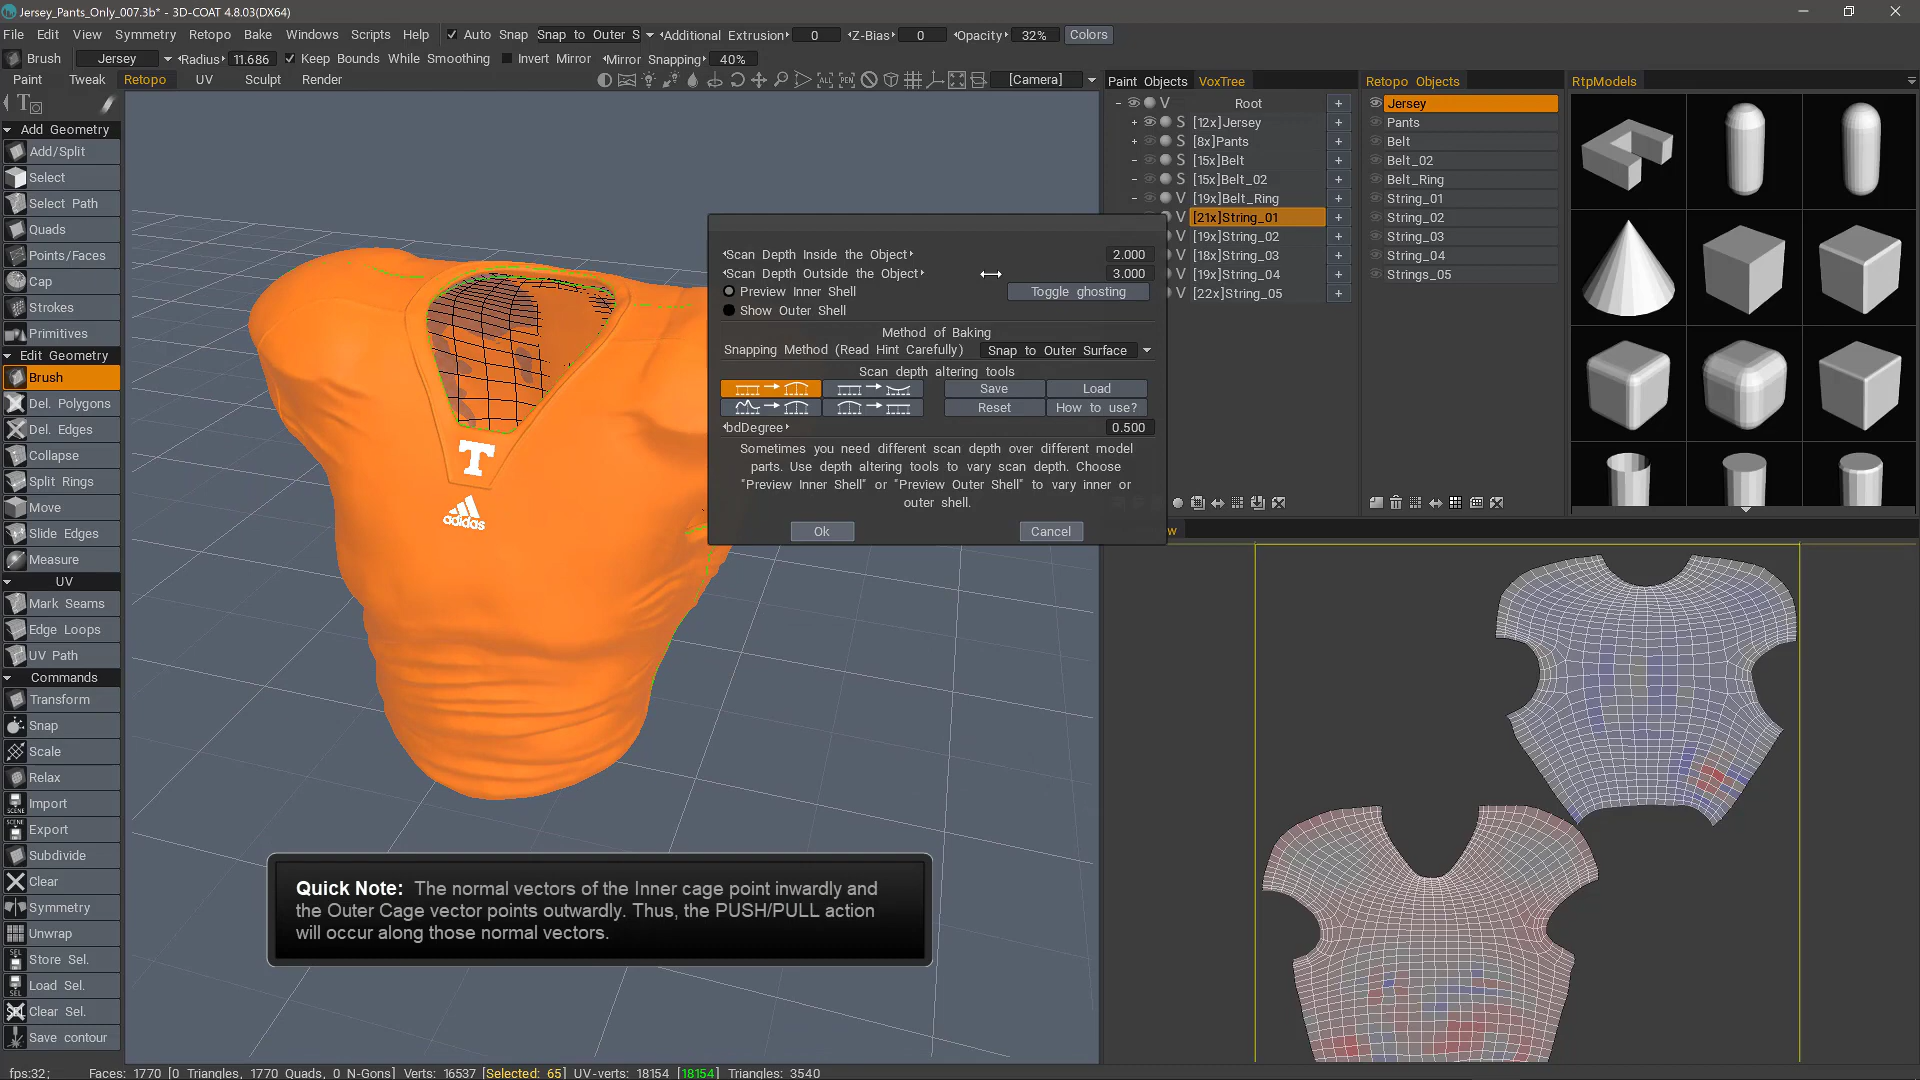 Jersey_Pants_Only_007.3b* - 3D-COAT 4.8.03(DX64)
File Edit View Symmetry Retopo Bake Windows Scripts Help Auto Snap Snap to Outer S Additional Extrusion 0 Z-Bias 0 Opacity 32% Colors
Brush Jersey Radius 11.686 Keep Bounds While Smoothing Invert Mirror Mirror Snapping 40%
Paint Tweak Retopo UV Sculpt Render ALL PEN [Camera]
Add Geometry
Add/Split
Select
Select Path
Quads
Points/Faces
Cap
Strokes
Primitives
Edit Geometry
Brush
Del. Polygons
Del. Edges
Collapse
Split Rings
Move
Slide Edges
Measure
UV
Mark Seams
Edge Loops
UV Path
Commands
Transform
Snap
Scale
Relax
Import
Export
Subdivide
Clear
Symmetry
Unwrap
Store Sel.
Load Sel.
Clear Sel.
Save contour
T
adidas
Scan Depth Inside the Object 2.000
Scan Depth Outside the Object 3.000
Preview Inner Shell Toggle ghosting
Show Outer Shell
Method of Baking
Snapping Method (Read Hint Carefully) Snap to Outer Surface
Scan depth altering tools
Save Load
Reset How to use?
bdDegree 0.500
Sometimes you need different scan depth over different model
parts. Use depth altering tools to vary scan depth. Choose
"Preview Inner Shell" or "Preview Outer Shell" to vary inner or
outer shell.
Ok Cancel
Quick Note: The normal vectors of the Inner cage point inwardly and
the Outer Cage vector points outwardly. Thus, the PUSH/PULL action
will occur along those normal vectors.
Paint Objects VoxTree
V Root +
+ S [12x]Jersey +
+ S [8x]Pants +
- S [15x]Belt +
- S [15x]Belt_02 +
- V [19x]Belt_Ring +
V [21x]String_01 +
V [19x]String_02 +
V [18x]String_03 +
V [19x]String_04 +
V [22x]String_05 +
Retopo Objects
Jersey
Pants
Belt
Belt_02
Belt_Ring
String_01
String_02
String_03
String_04
Strings_05
RtpModels
w
fps:32; Faces: 1770 [0 Triangles, 1770 Quads, 0 N-Gons] Verts: 16537 [Selected: 65] UV-verts: 18154 [18154] Triangles: 3540